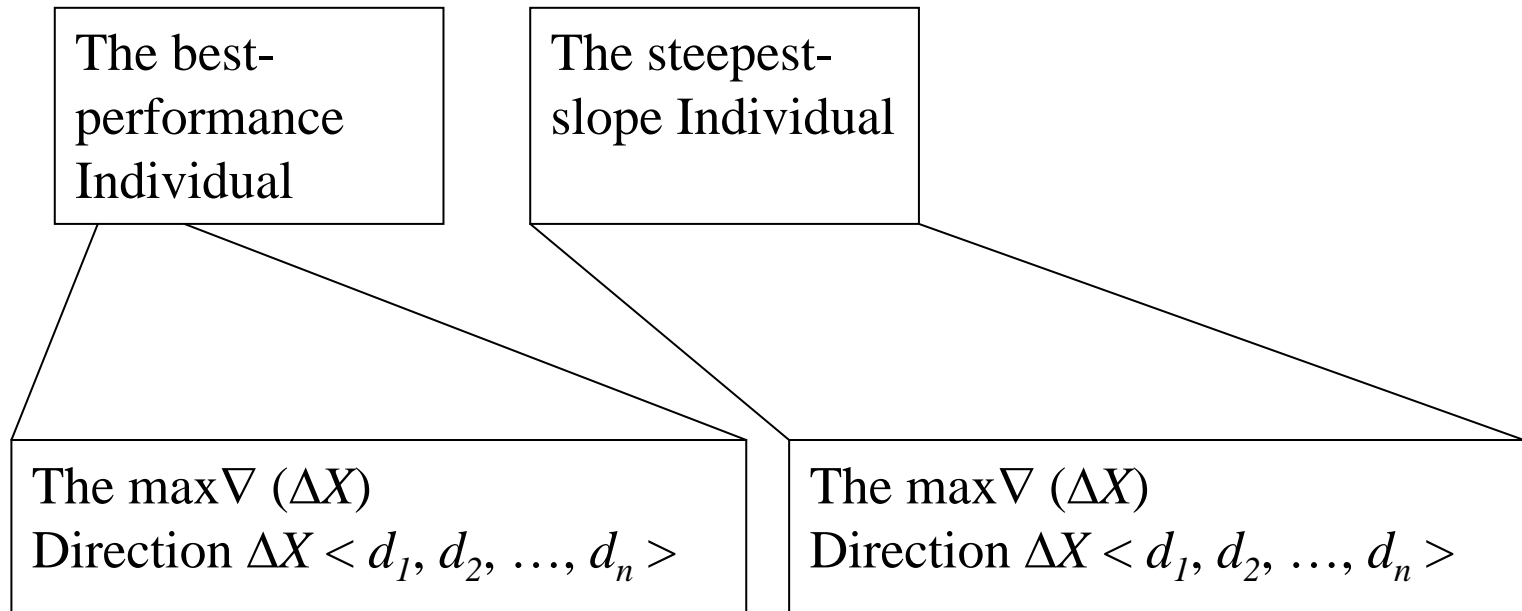 The best-
performance
Individual
The steepest-
slope Individual
The max∇ (ΔX)
Direction ΔX < d1, d2, …, dn >
The max∇ (ΔX)
Direction ΔX < d1, d2, …, dn >